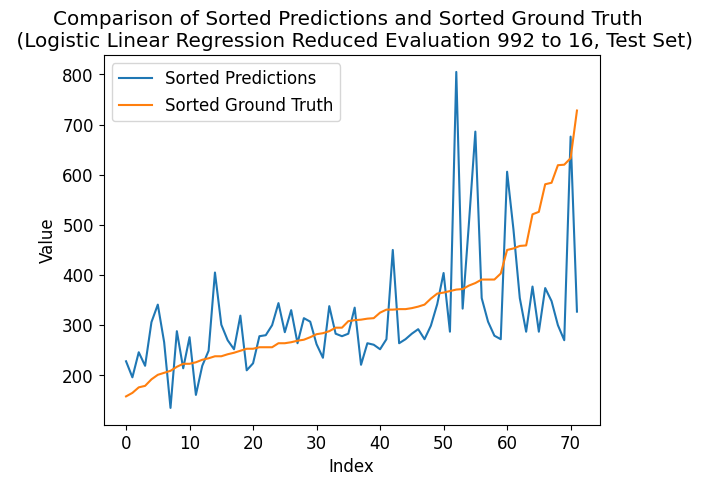 Comparison of Sorted Predictions and Sorted Ground Truth
(Logistic Linear Regression Reduced Evaluation 992 to 16, Test Set)
Sorted Predictions
Sorted Ground Truth
800
700
600
500
400
300
200
Value
0 10 20 30 40 50 60 70
Index